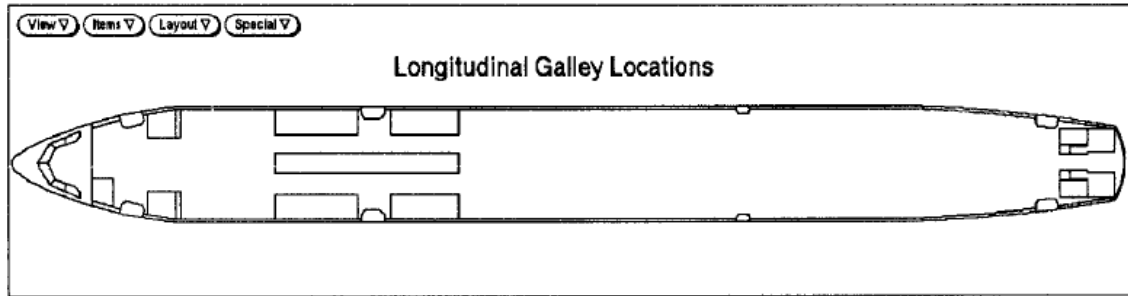 View ▽ Items ▽ Layout ▽ Special ▽
Longitudinal Galley Locations